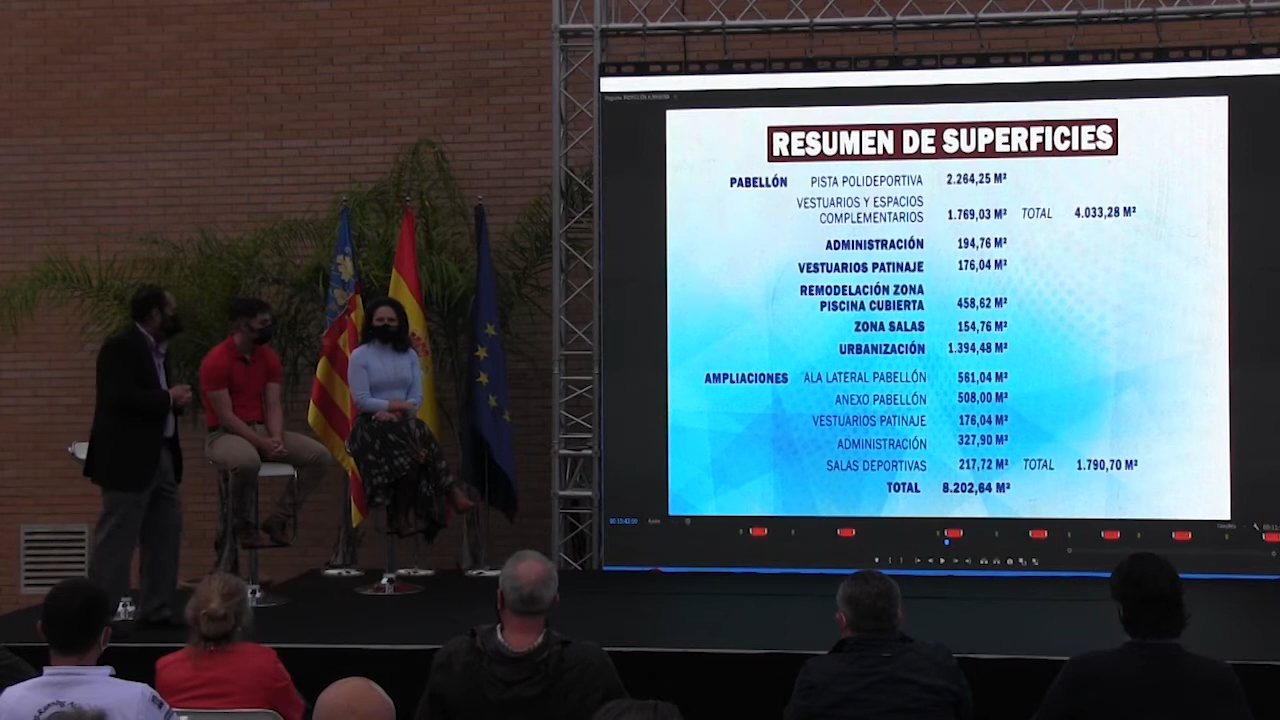 RESUMEN DE SUPERFICIES
PABELLÓN PISTA POLIDEPORTIVA 2.264,25 M²
VESTUARIOS Y ESPACIOS
COMPLEMENTARIOS 1.769,03 M² TOTAL 4.033,28 M²
ADMINISTRACIÓN 194,76 M²
VESTUARIOS PATINAJE 176,04 M²
REMODELACIÓN ZONA
PISCINA CUBIERTA 458,62 M²
ZONA SALAS 154,76 M²
URBANIZACIÓN 1.394,48 M²
AMPLIACIONES ALA LATERAL PABELLÓN 561,04 M²
ANEXO PABELLÓN 508,00 M²
VESTUARIOS PATINAJE 176,04 M²
ADMINISTRACIÓN 327,90 M²
SALAS DEPORTIVAS 217,72 M² TOTAL 1.790,70 M²
TOTAL 8.202,64 M²